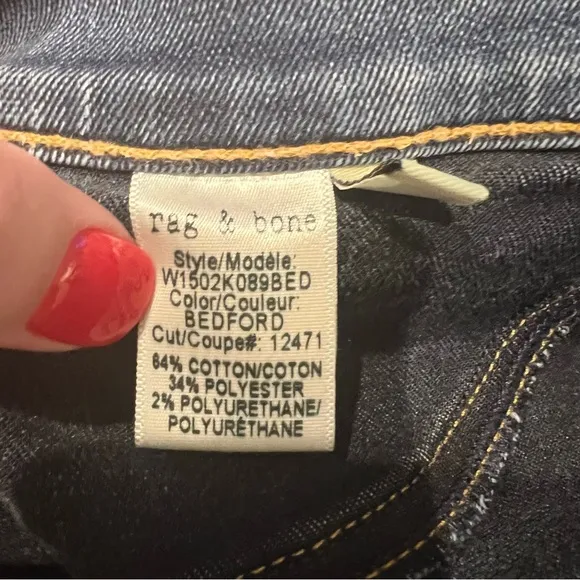 rag & bone
Style/Modèle:
W1502K089BED
Color/Couleur:
BEDFORD
Cut/Coupe#: 12471
64% COTTON/COTON
34% POLYESTER
2% POLYURETHANE/
POLYURÉTHANE